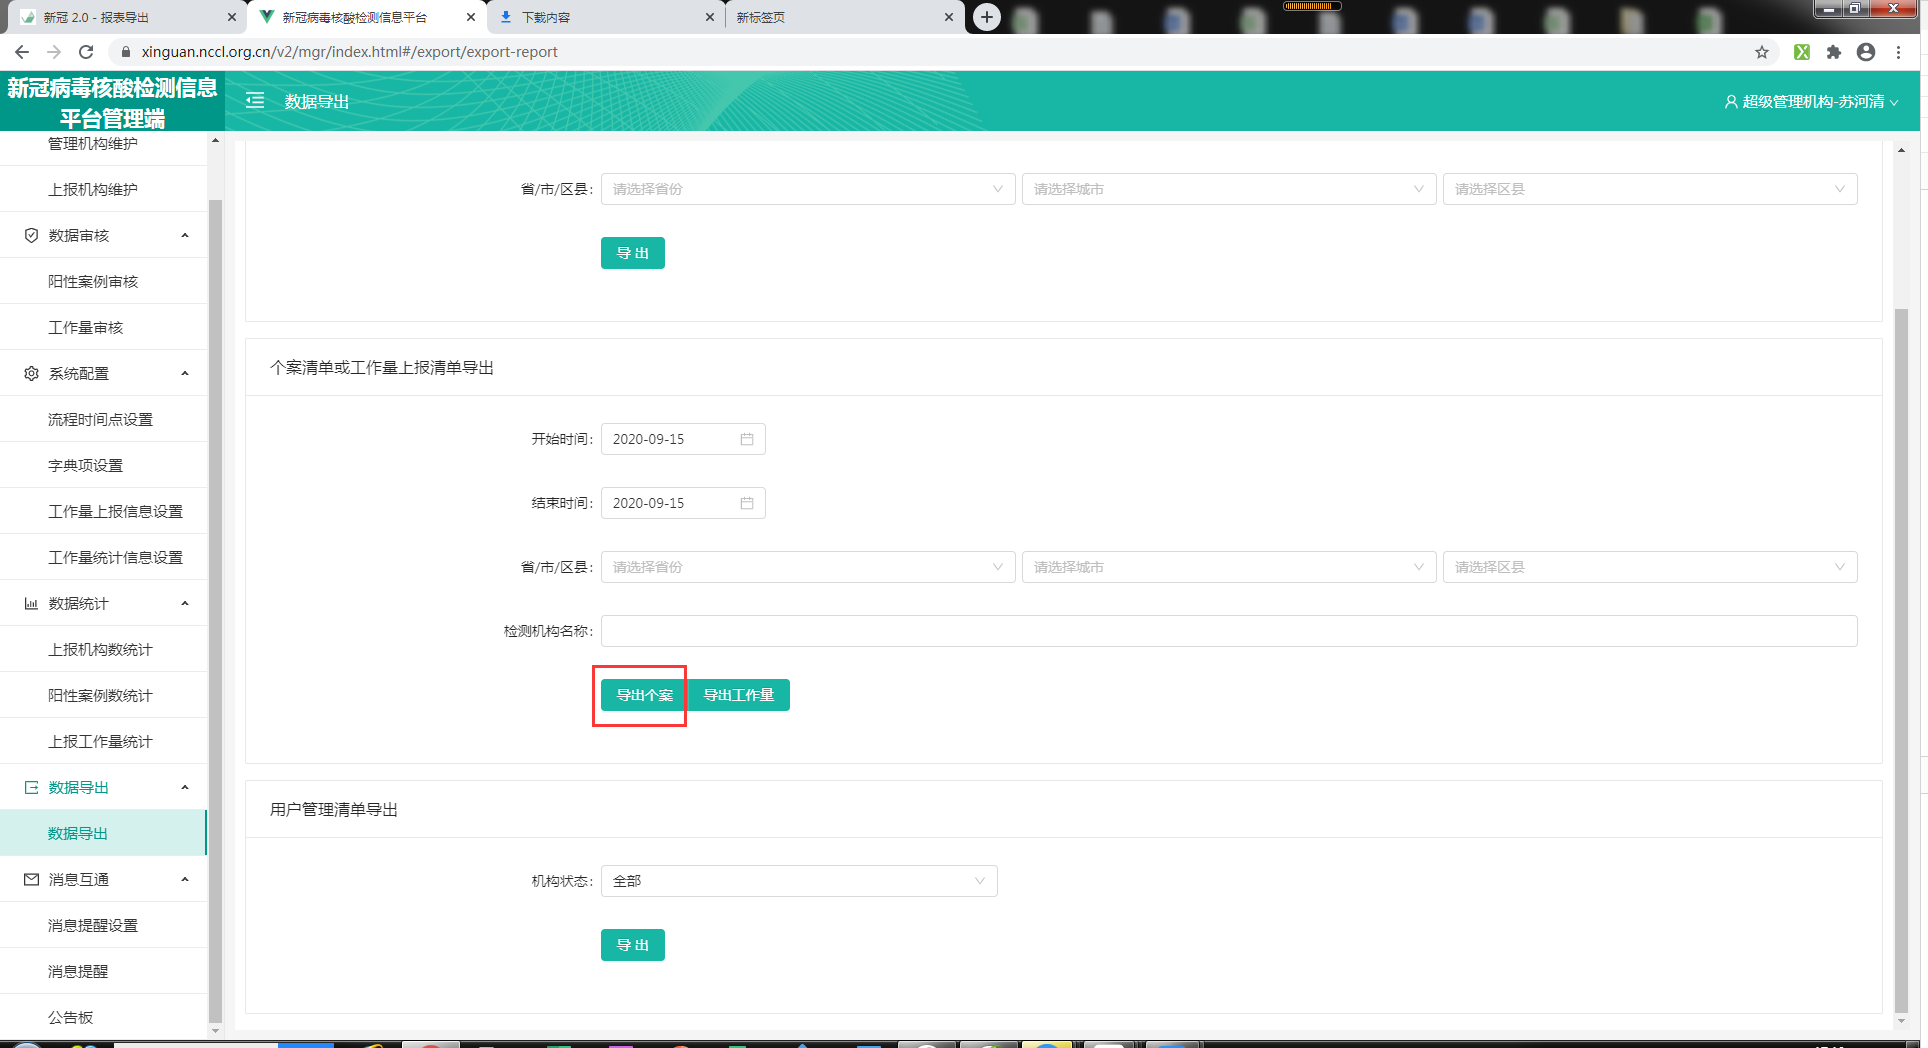 新冠 2.0 - 报表导出
新冠病毒核酸检测信息平台
下载内容
新标签页
xinguan.nccl.org.cn/v2/mgr/index.html#/export/export-report
新冠病毒核酸检测信息
平台管理端
数据导出
超级管理机构-苏河清
管理机构维护
上报机构维护
数据审核
阳性案例审核
工作量审核
系统配置
流程时间点设置
字典项设置
工作量上报信息设置
工作量统计信息设置
数据统计
上报机构数统计
阳性案例数统计
上报工作量统计
数据导出
数据导出
消息互通
消息提醒设置
消息提醒
公告板
省/市/区县: 请选择省份 请选择城市 请选择区县
导 出
个案清单或工作量上报清单导出
开始时间: 2020-09-15
结束时间: 2020-09-15
省/市/区县: 请选择省份 请选择城市 请选择区县
检测机构名称:
导出个案 导出工作量
用户管理清单导出
机构状态: 全部
导 出